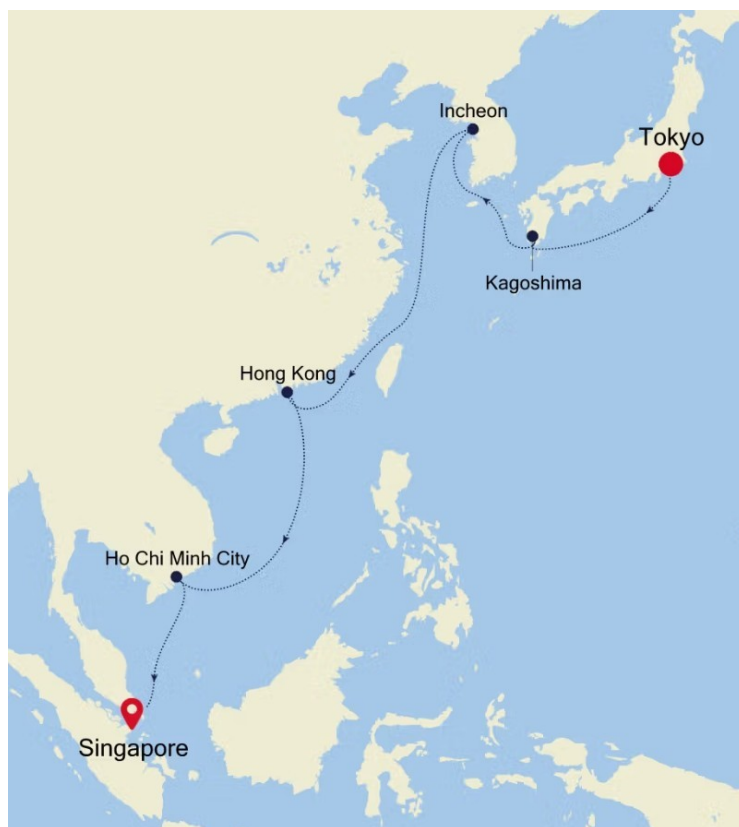 Incheon
Tokyo
Kagoshima
Hong Kong
Ho Chi Minh City
Singapore